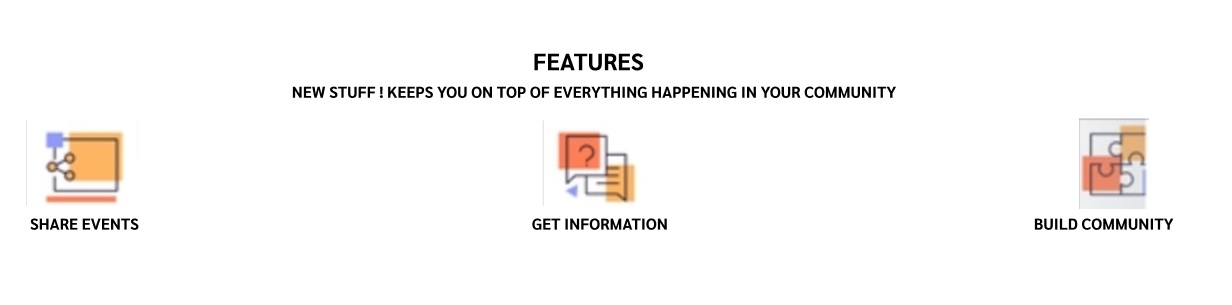 FEATURES
NEW STUFF ! KEEPS YOU ON TOP OF EVERYTHING HAPPENING IN YOUR COMMUNITY
?
SHARE EVENTS
GET INFORMATION
BUILD COMMUNITY